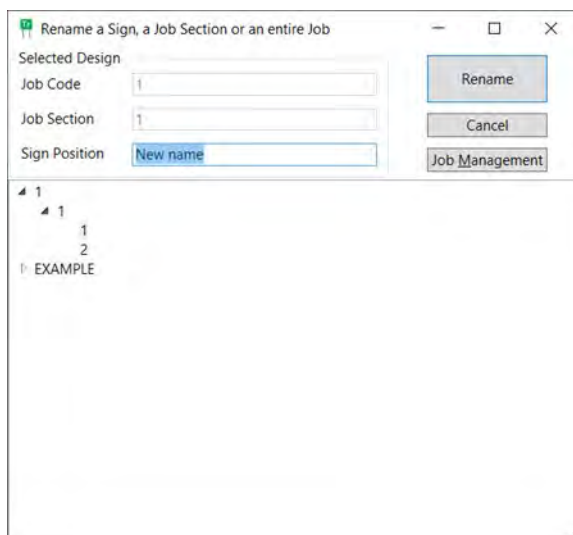 Rename a Sign, a Job Section or an entire Job
Selected Design
Job Code 1
Rename
Job Section 1
Cancel
Sign Position New name
Job Management
1
1
1
2
EXAMPLE